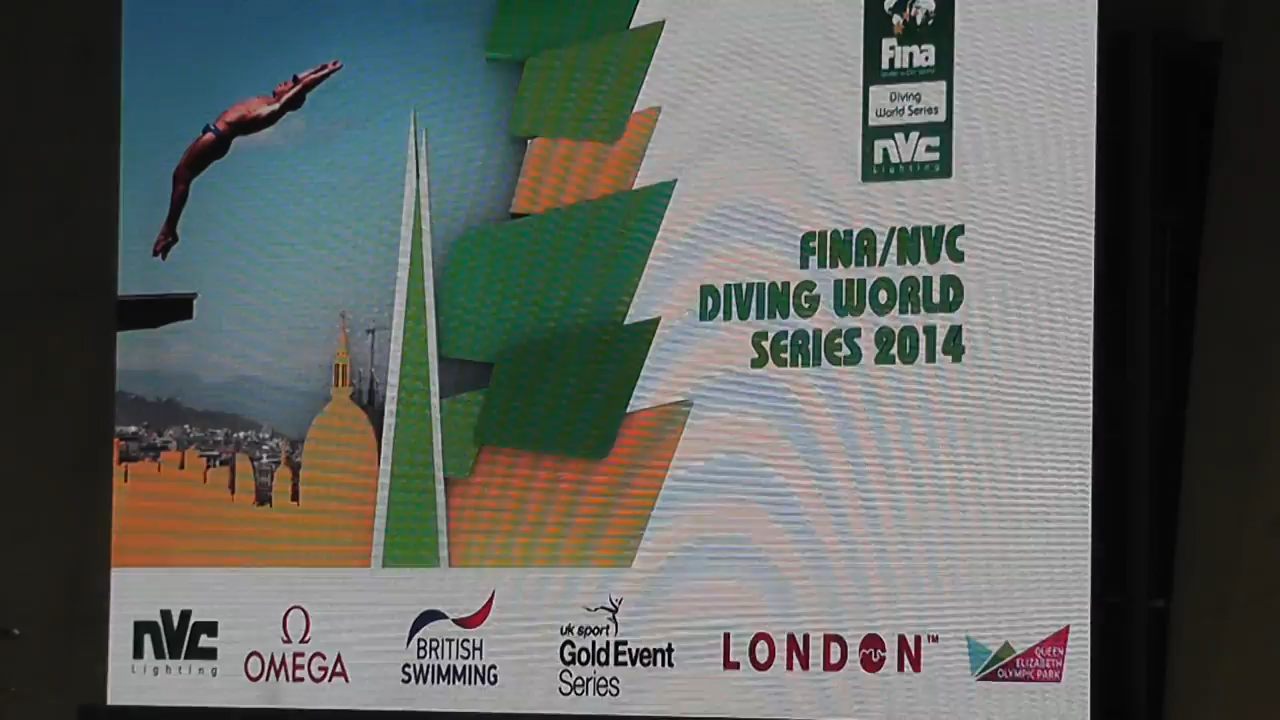 Fina
Diving
World Series
nVc
Lighting
FINA/NVC
DIVING WORLD
SERIES 2014
nVc
Lighting
Ω
OMEGA
BRITISH
SWIMMING
uk sport
Gold Event
Series
LONDON™
QUEEN
ELIZABETH
OLYMPIC PARK